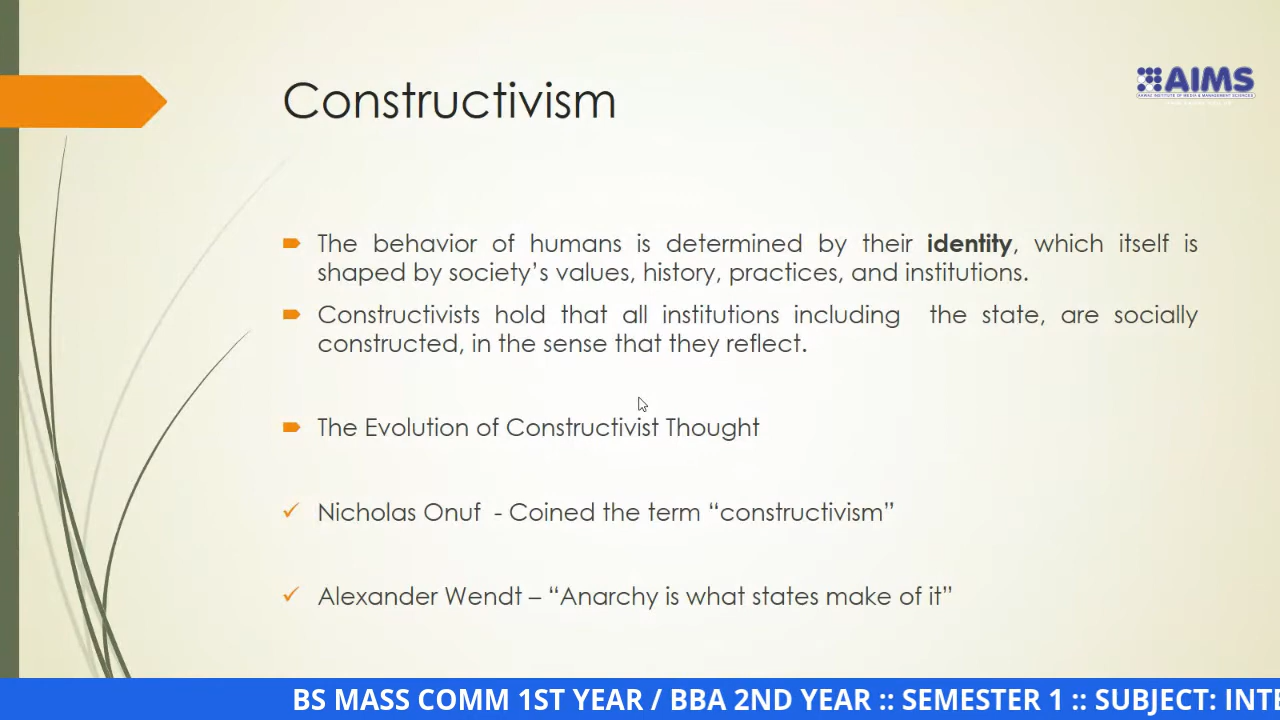 Constructivism
AIMS
The behavior of humans is determined by their identity, which itself is
shaped by society’s values, history, practices, and institutions.
Constructivists hold that all institutions including the state, are socially
constructed, in the sense that they reflect.
The Evolution of Constructivist Thought
Nicholas Onuf - Coined the term “constructivism”
Alexander Wendt – “Anarchy is what states make of it”
BS MASS COMM 1ST YEAR / BBA 2ND YEAR :: SEMESTER 1 :: SUBJECT: INTE